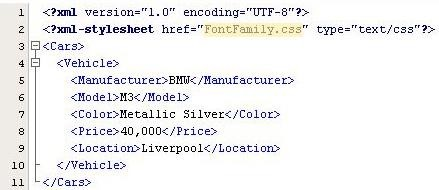 1 <?xml version="1.0" encoding="UTF-8"?>
2 <?xml-stylesheet href="FontFamily.css" type="text/css"?>
3 <Cars>
4 <Vehicle>
5 <Manufacturer>BMW</Manufacturer>
6 <Model>M3</Model>
7 <Color>Metallic Silver</Color>
8 <Price>40,000</Price>
9 <Location>Liverpool</Location>
10 </Vehicle>
11 </Cars>